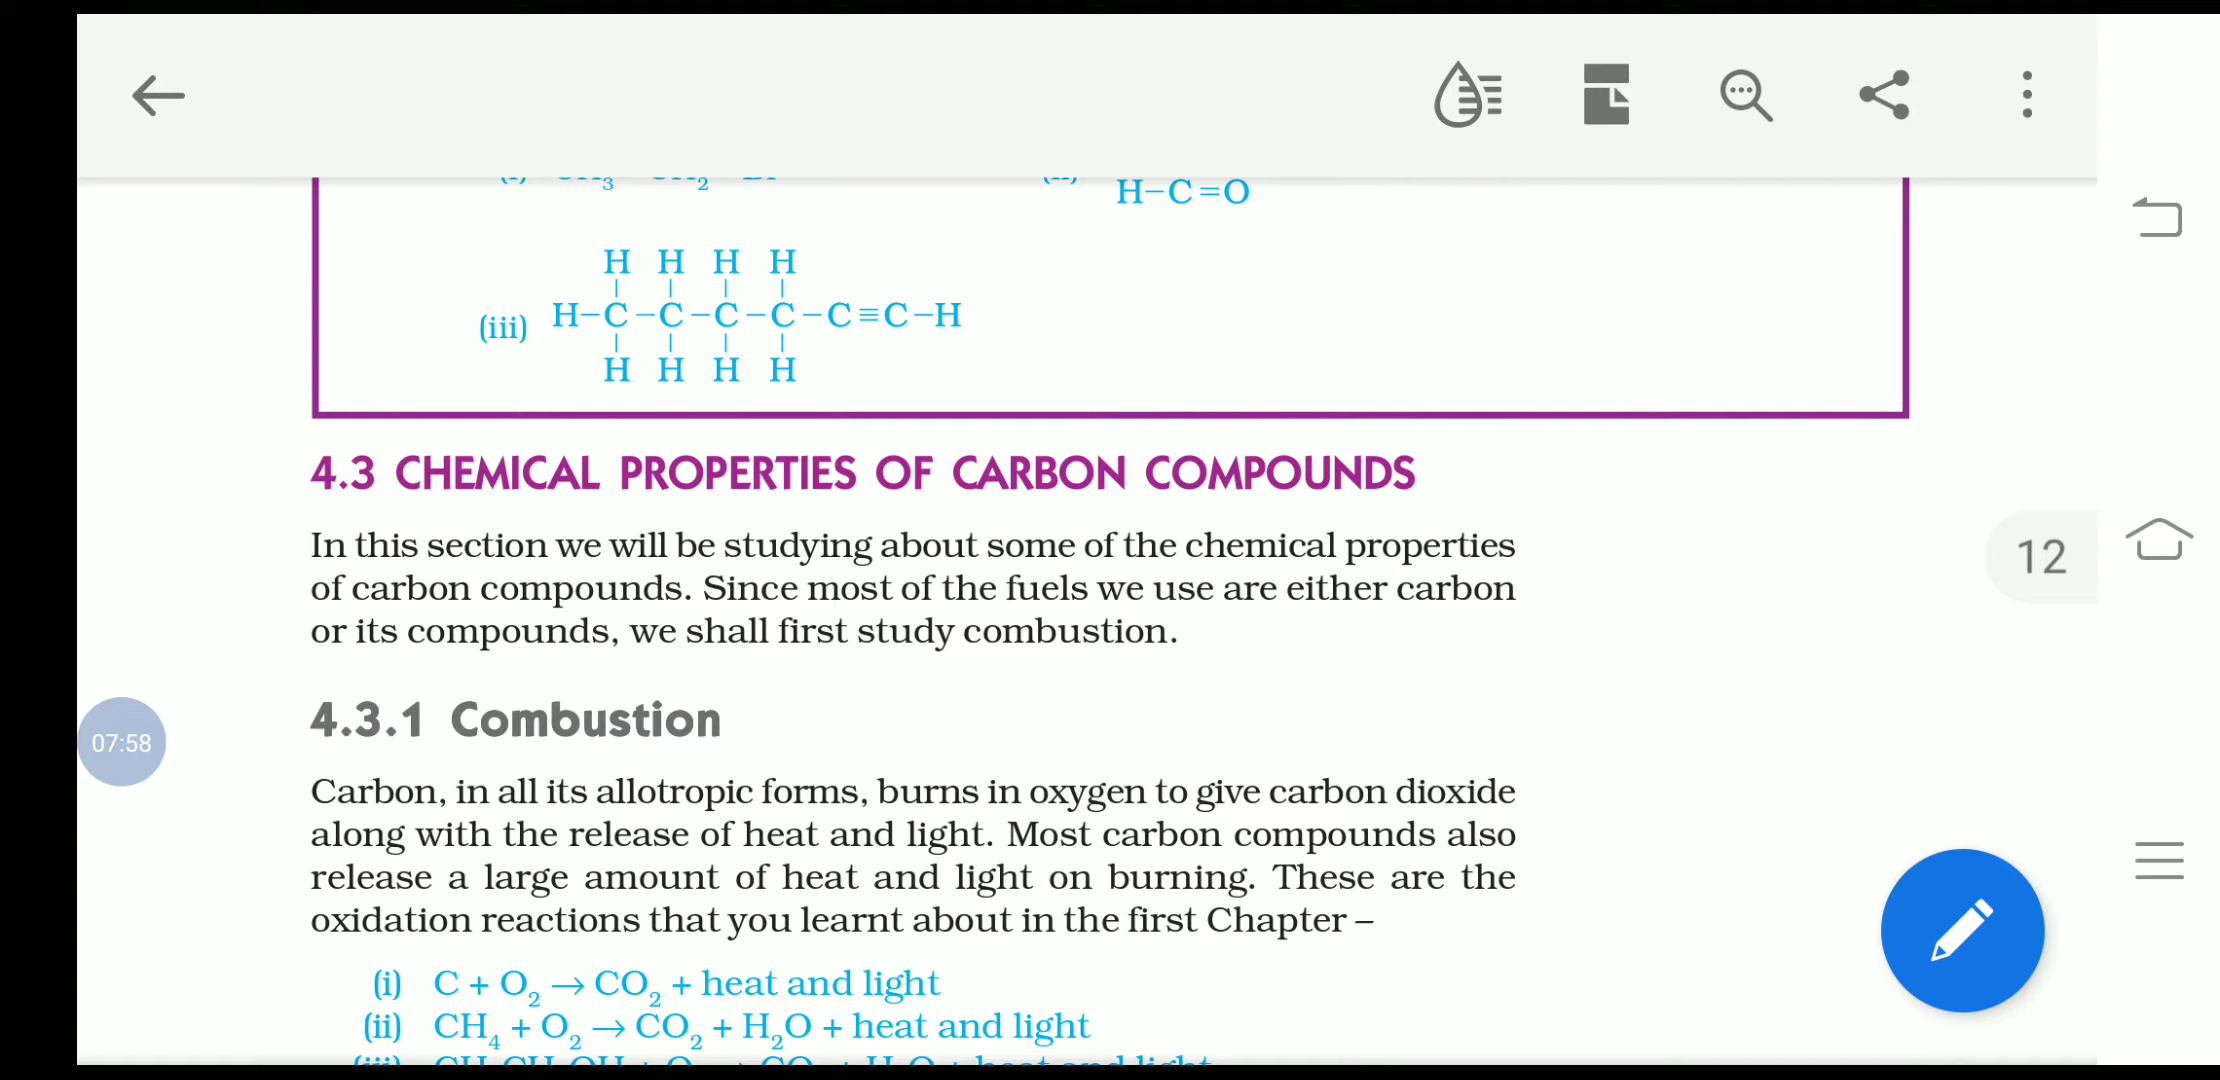 H–C=O
H H H H
(iii) H–C–C–C–C–C≡C–H
H H H H
4.3 CHEMICAL PROPERTIES OF CARBON COMPOUNDS
In this section we will be studying about some of the chemical properties
of carbon compounds. Since most of the fuels we use are either carbon
or its compounds, we shall first study combustion.
12
4.3.1 Combustion
07:58
Carbon, in all its allotropic forms, burns in oxygen to give carbon dioxide
along with the release of heat and light. Most carbon compounds also
release a large amount of heat and light on burning. These are the
oxidation reactions that you learnt about in the first Chapter –
(i) C + O₂ → CO₂ + heat and light
(ii) CH₄ + O₂ → CO₂ + H₂O + heat and light